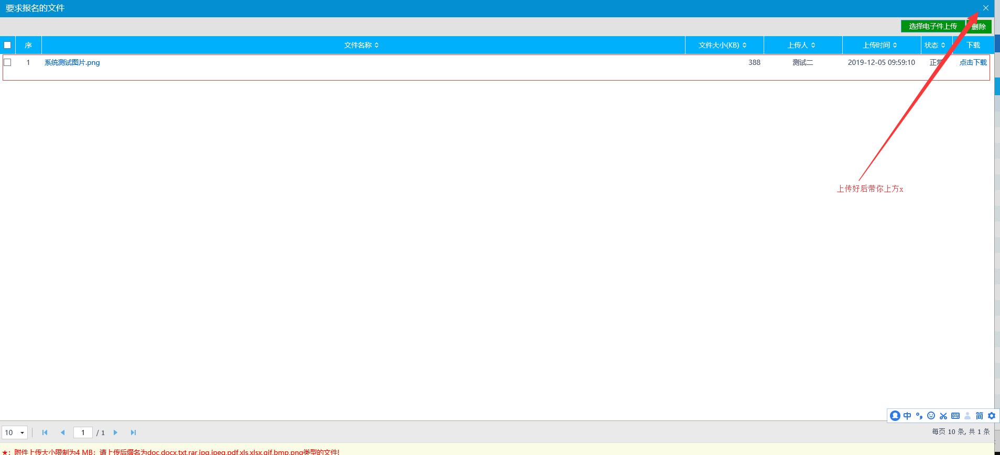 要求报名的文件
选择电子件上传 删除
序 文件名称 文件大小(KB) 上传人 上传时间 状态 下载
1 系统测试图片.png 388 测试二 2019-12-05 09:59:10 正常 点击下载
上传好后带你上方x
中 简
10 1 / 1 每页 10 条, 共 1 条
★：附件上传大小限制为4 MB；请上传后缀名为doc,docx,txt,rar,jpg,jpeg,pdf,xls,xlsx,gif,bmp,png类型的文件!